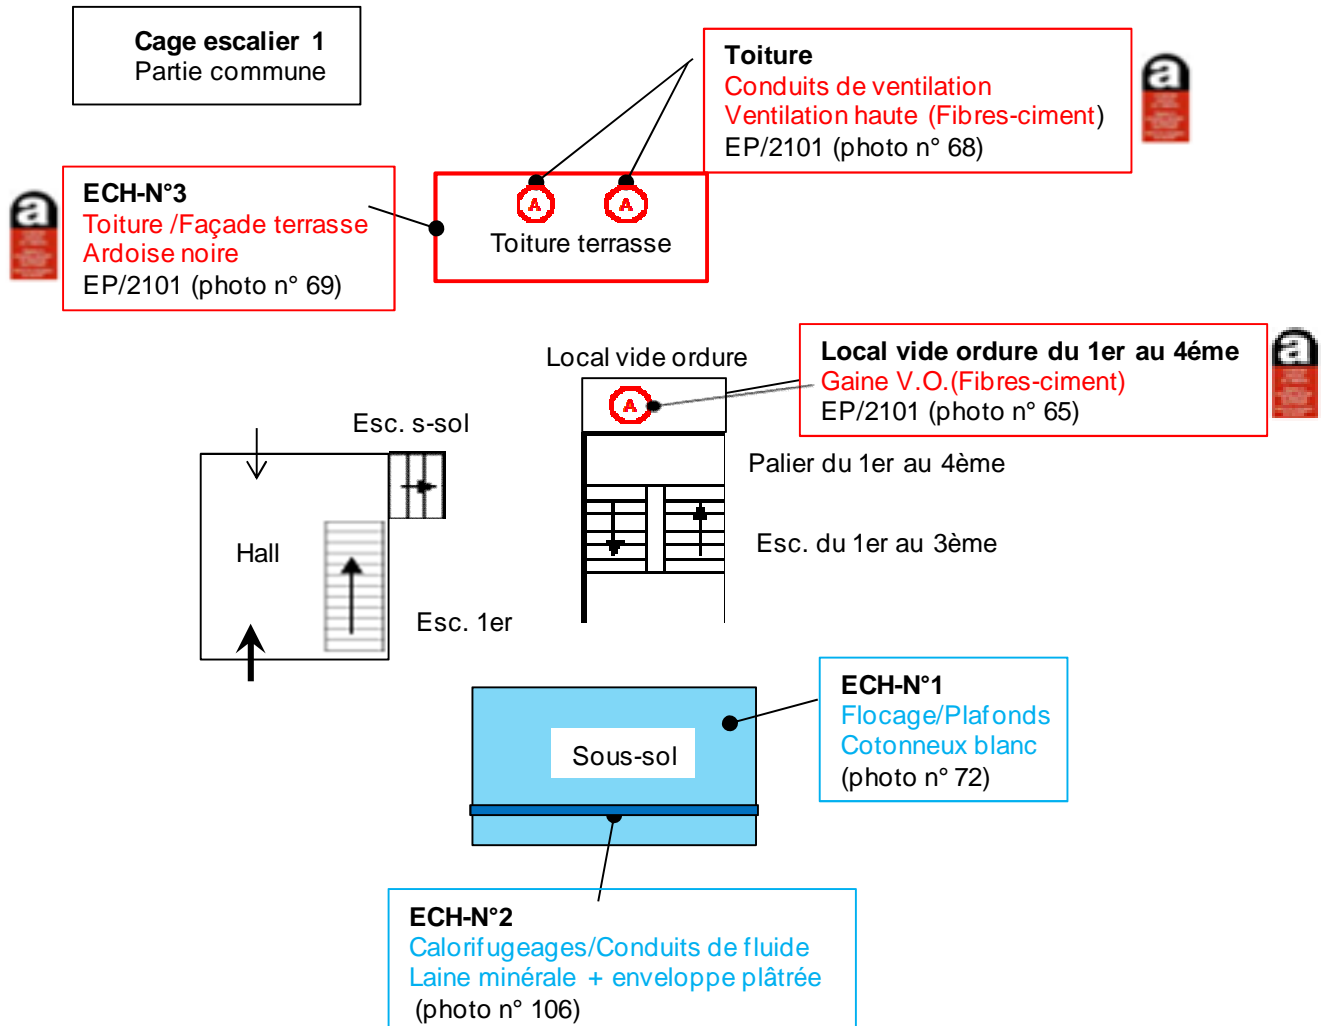 Cage escalier 1
Partie commune
Toiture
Conduits de ventilation
Ventilation haute (Fibres-ciment)
EP/2101 (photo n° 68)
a
ECH-N°3
Toiture /Façade terrasse
Ardoise noire
EP/2101 (photo n° 69)
a
A
A
Toiture terrasse
Local vide ordure
A
Local vide ordure du 1er au 4éme
Gaine V.O.(Fibres-ciment)
EP/2101 (photo n° 65)
a
Esc. s-sol
Palier du 1er au 4ème
Hall
Esc. du 1er au 3ème
Esc. 1er
ECH-N°1
Flocage/Plafonds
Cotonneux blanc
(photo n° 72)
Sous-sol
ECH-N°2
Calorifugeages/Conduits de fluide
Laine minérale + enveloppe plâtrée
(photo n° 106)